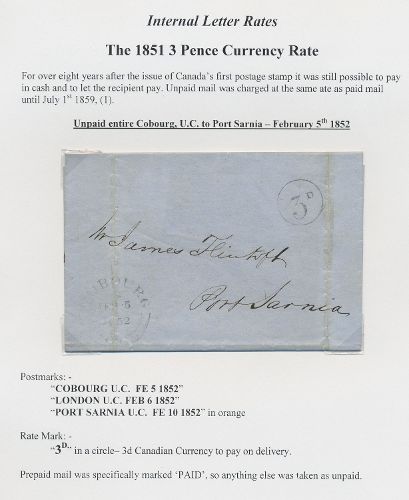 Internal Letter Rates
The 1851 3 Pence Currency Rate
For over eight years after the issue of Canada's first postage stamp it was still possible to pay
in cash and to let the recipient pay. Unpaid mail was charged at the same ate as paid mail
until July 1st 1859, (1).
Unpaid entire Cobourg, U.C. to Port Sarnia – February 5th 1852
3D
Mr James Flintoft
Port Sarnia
Postmarks: -
"COBOURG U.C. FE 5 1852"
"LONDON U.C. FEB 6 1852"
"PORT SARNIA U.C. FE 10 1852" in orange
Rate Mark: -
"3D." in a circle– 3d Canadian Currency to pay on delivery.
Prepaid mail was specifically marked 'PAID', so anything else was taken as unpaid.